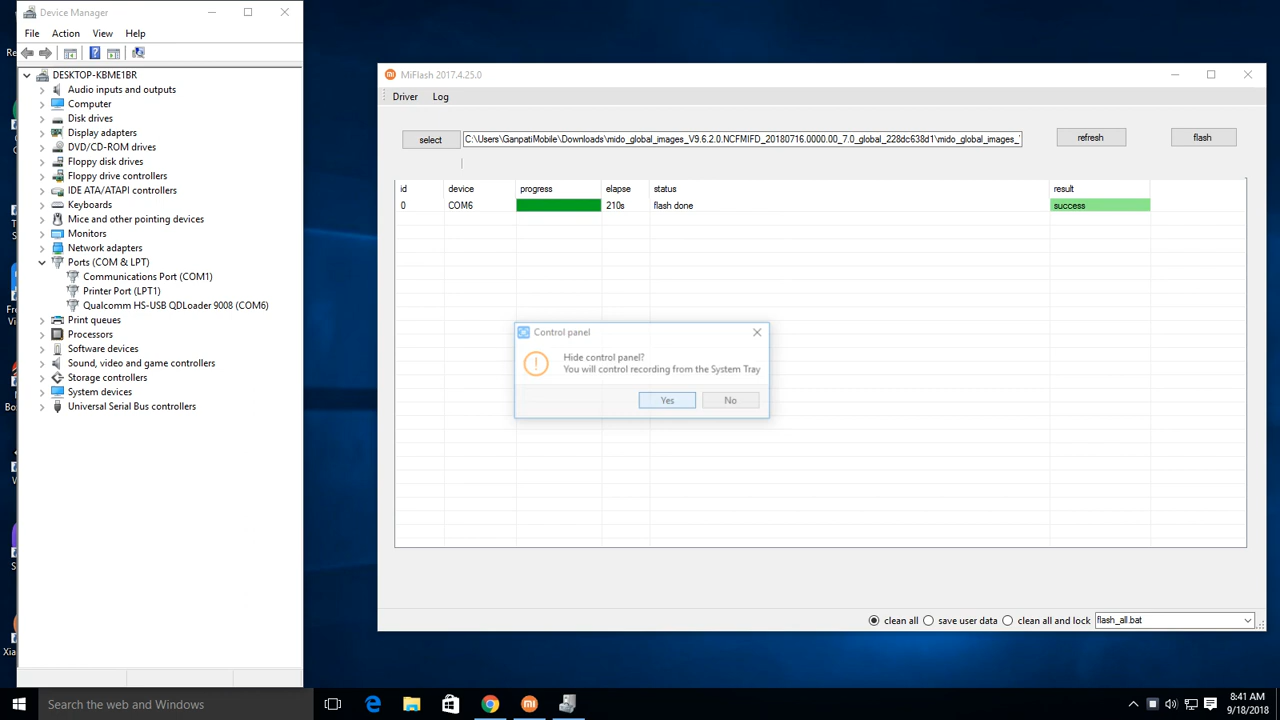 Device Manager
File Action View Help
DESKTOP-KBME1BR
Audio inputs and outputs
Computer
Disk drives
Display adapters
DVD/CD-ROM drives
Floppy disk drives
Floppy drive controllers
IDE ATA/ATAPI controllers
Keyboards
Mice and other pointing devices
Monitors
Network adapters
Ports (COM & LPT)
Communications Port (COM1)
Printer Port (LPT1)
Qualcomm HS-USB QDLoader 9008 (COM6)
Print queues
Processors
Software devices
Sound, video and game controllers
Storage controllers
System devices
Universal Serial Bus controllers
MiFlash 2017.4.25.0
Driver Log
select C:\Users\GanpatiMobile\Downloads\mido_global_images_V9.6.2.0.NCFMIFD_20180716.0000.00_7.0_global_228dc638d1\mido_global_images_ refresh flash
id device progress elapse status result
0 COM6 210s flash done success
Control panel
Hide control panel?
You will control recording from the System Tray
Yes No
clean all save user data clean all and lock flash_all.bat
Search the web and Windows
8:41 AM
9/18/2018